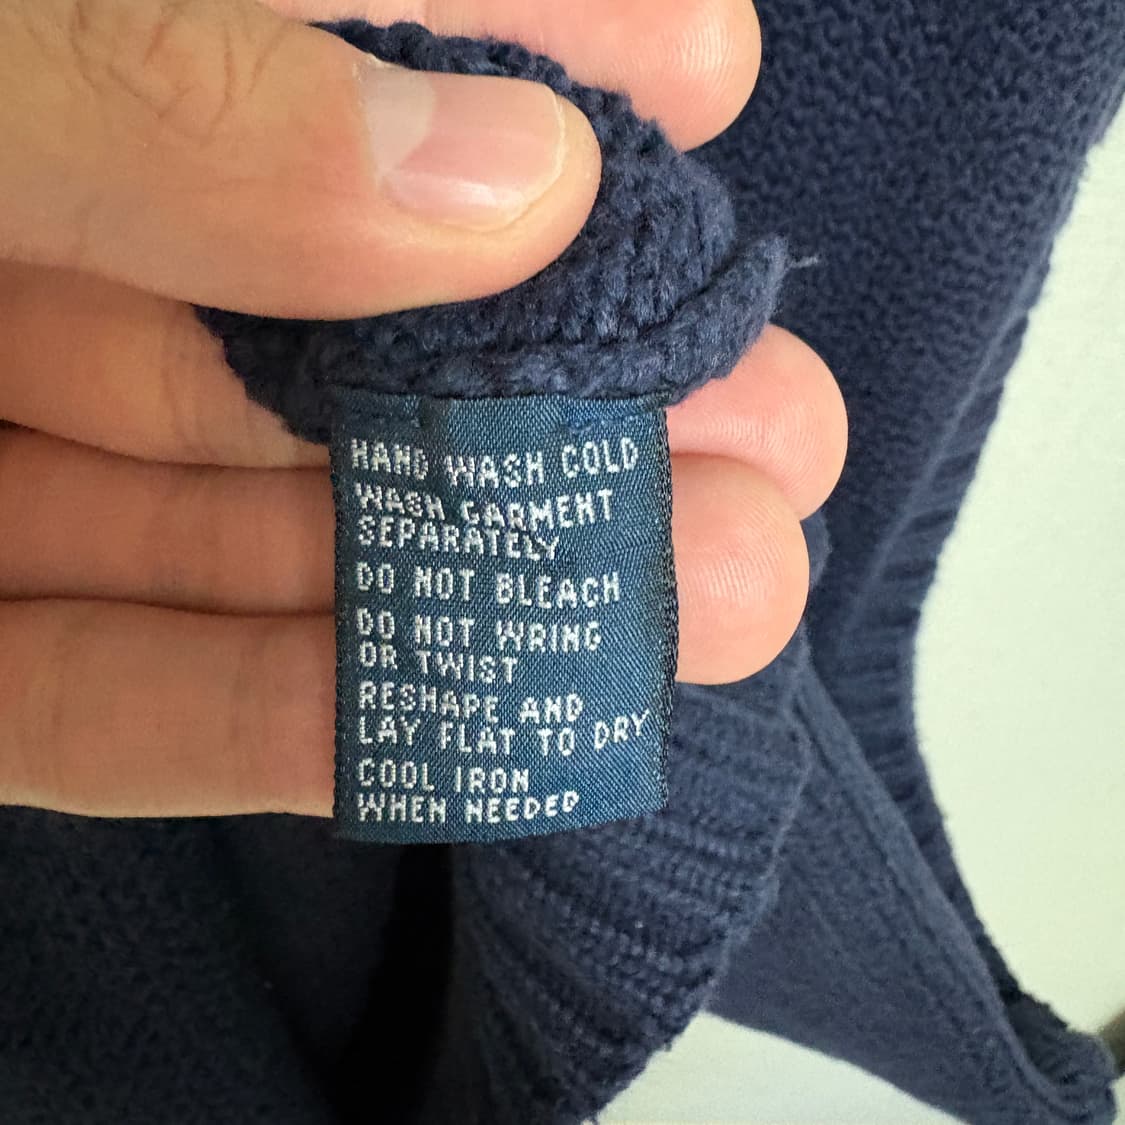 HAND WASH COLD
WASH GARMENT
SEPARATELY
DO NOT BLEACH
DO NOT WRING
OR TWIST
RESHAPE AND
LAY FLAT TO DRY
COOL IRON
WHEN NEEDED